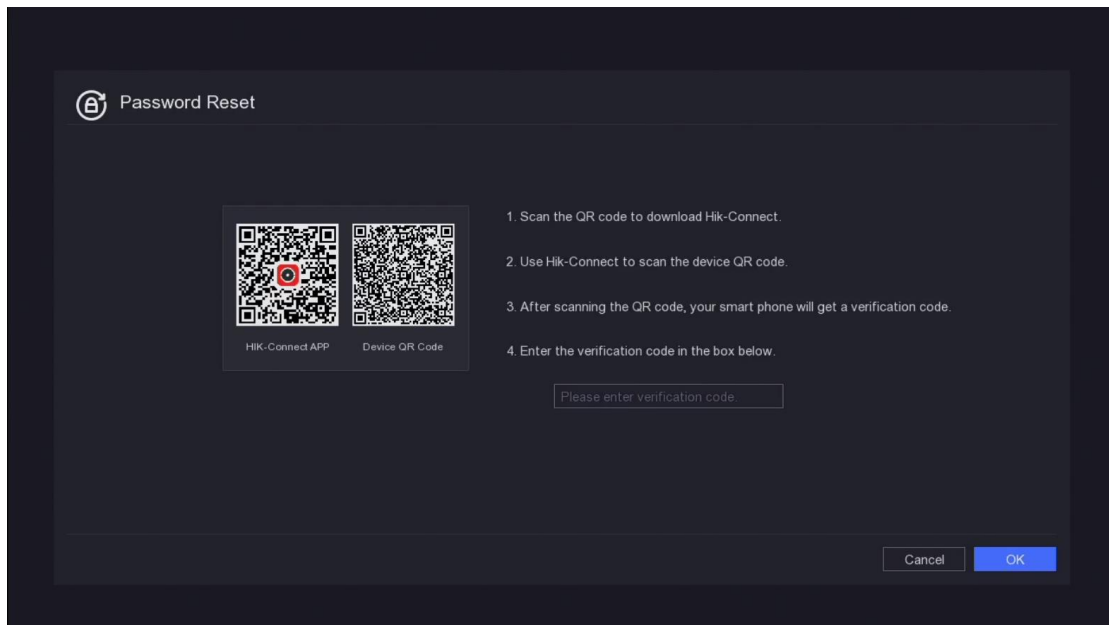 Password Reset
1. Scan the QR code to download Hik-Connect.
2. Use Hik-Connect to scan the device QR code.
3. After scanning the QR code, your smart phone will get a verification code.
HIK-Connect APP
Device QR Code
4. Enter the verification code in the box below.
Please enter verification code.
Cancel
OK